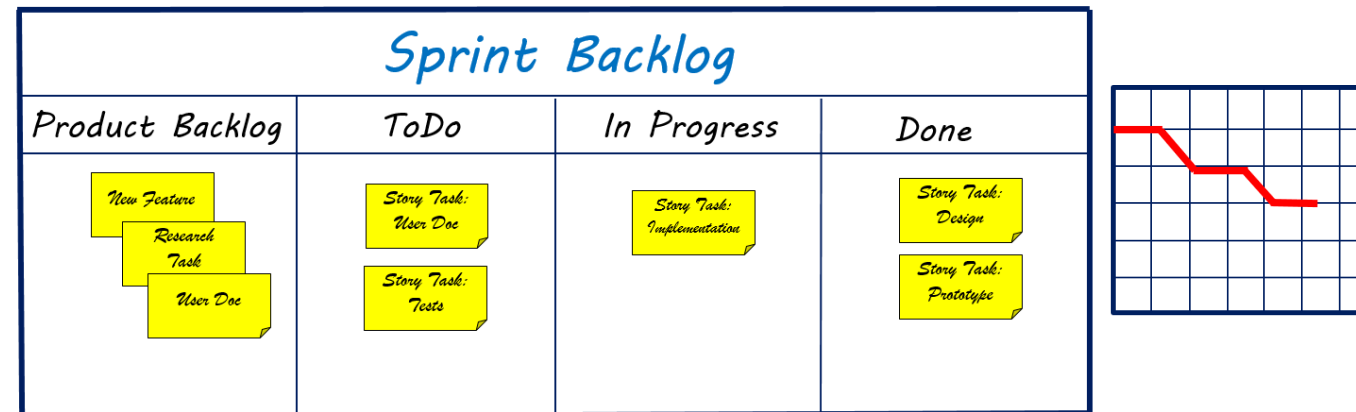 Sprint Backlog
Product Backlog
ToDo
In Progress
Done
New Feature
Research
Task
User Doc
Story Task:
User Doc
Story Task:
Tests
Story Task:
Implementation
Story Task:
Design
Story Task:
Prototype